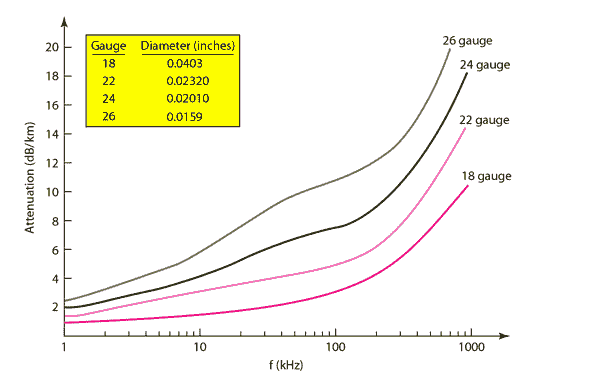 Gauge Diameter (inches)
18 0.0403
22 0.02320
24 0.02010
26 0.0159
26 gauge
24 gauge
22 gauge
18 gauge
Attenuation (dB/km)
20
18
16
14
12
10
8
6
4
2
1 10 100 1000
f (kHz)